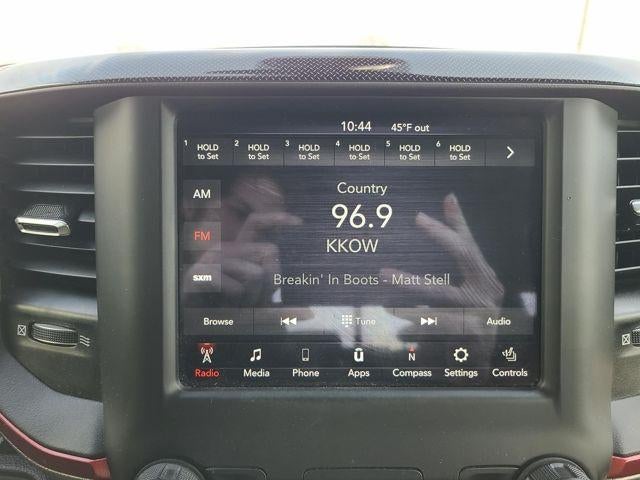 10:44 45°F out
1 HOLD to Set 2 HOLD to Set 3 HOLD to Set 4 HOLD to Set 5 HOLD to Set 6 HOLD to Set
AM
Country
FM
96.9
KKOW
sxm
Breakin' In Boots - Matt Stell
Browse Tune Audio
N
Radio Media Phone Apps Compass Settings Controls